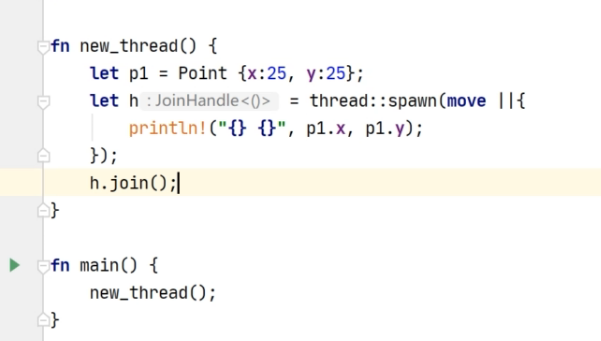 fn new_thread() {
    let p1 = Point {x:25, y:25};
    let h : JoinHandle<()> = thread::spawn(move ||{
        println!("{} {}", p1.x, p1.y);
    });
    h.join();
}
fn main() {
    new_thread();
}